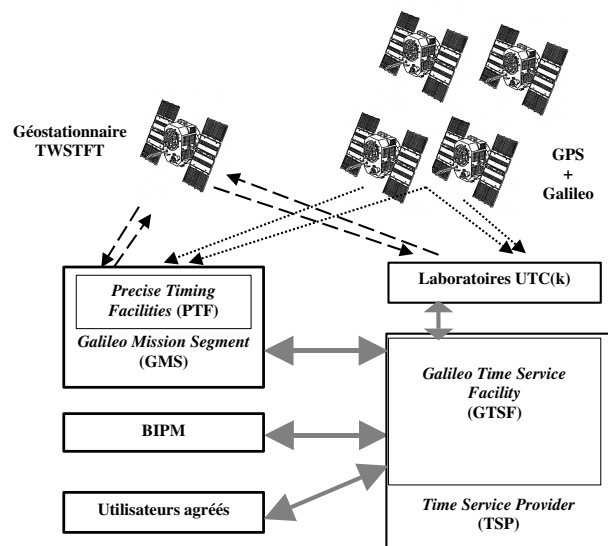 Géostationnaire
TWSTFT
GPS
+
Galileo
Precise Timing
Facilities (PTF)
Galileo Mission Segment
(GMS)
Laboratoires UTC(k)
Galileo Time Service
Facility
(GTSF)
BIPM
Utilisateurs agréés
Time Service Provider
(TSP)